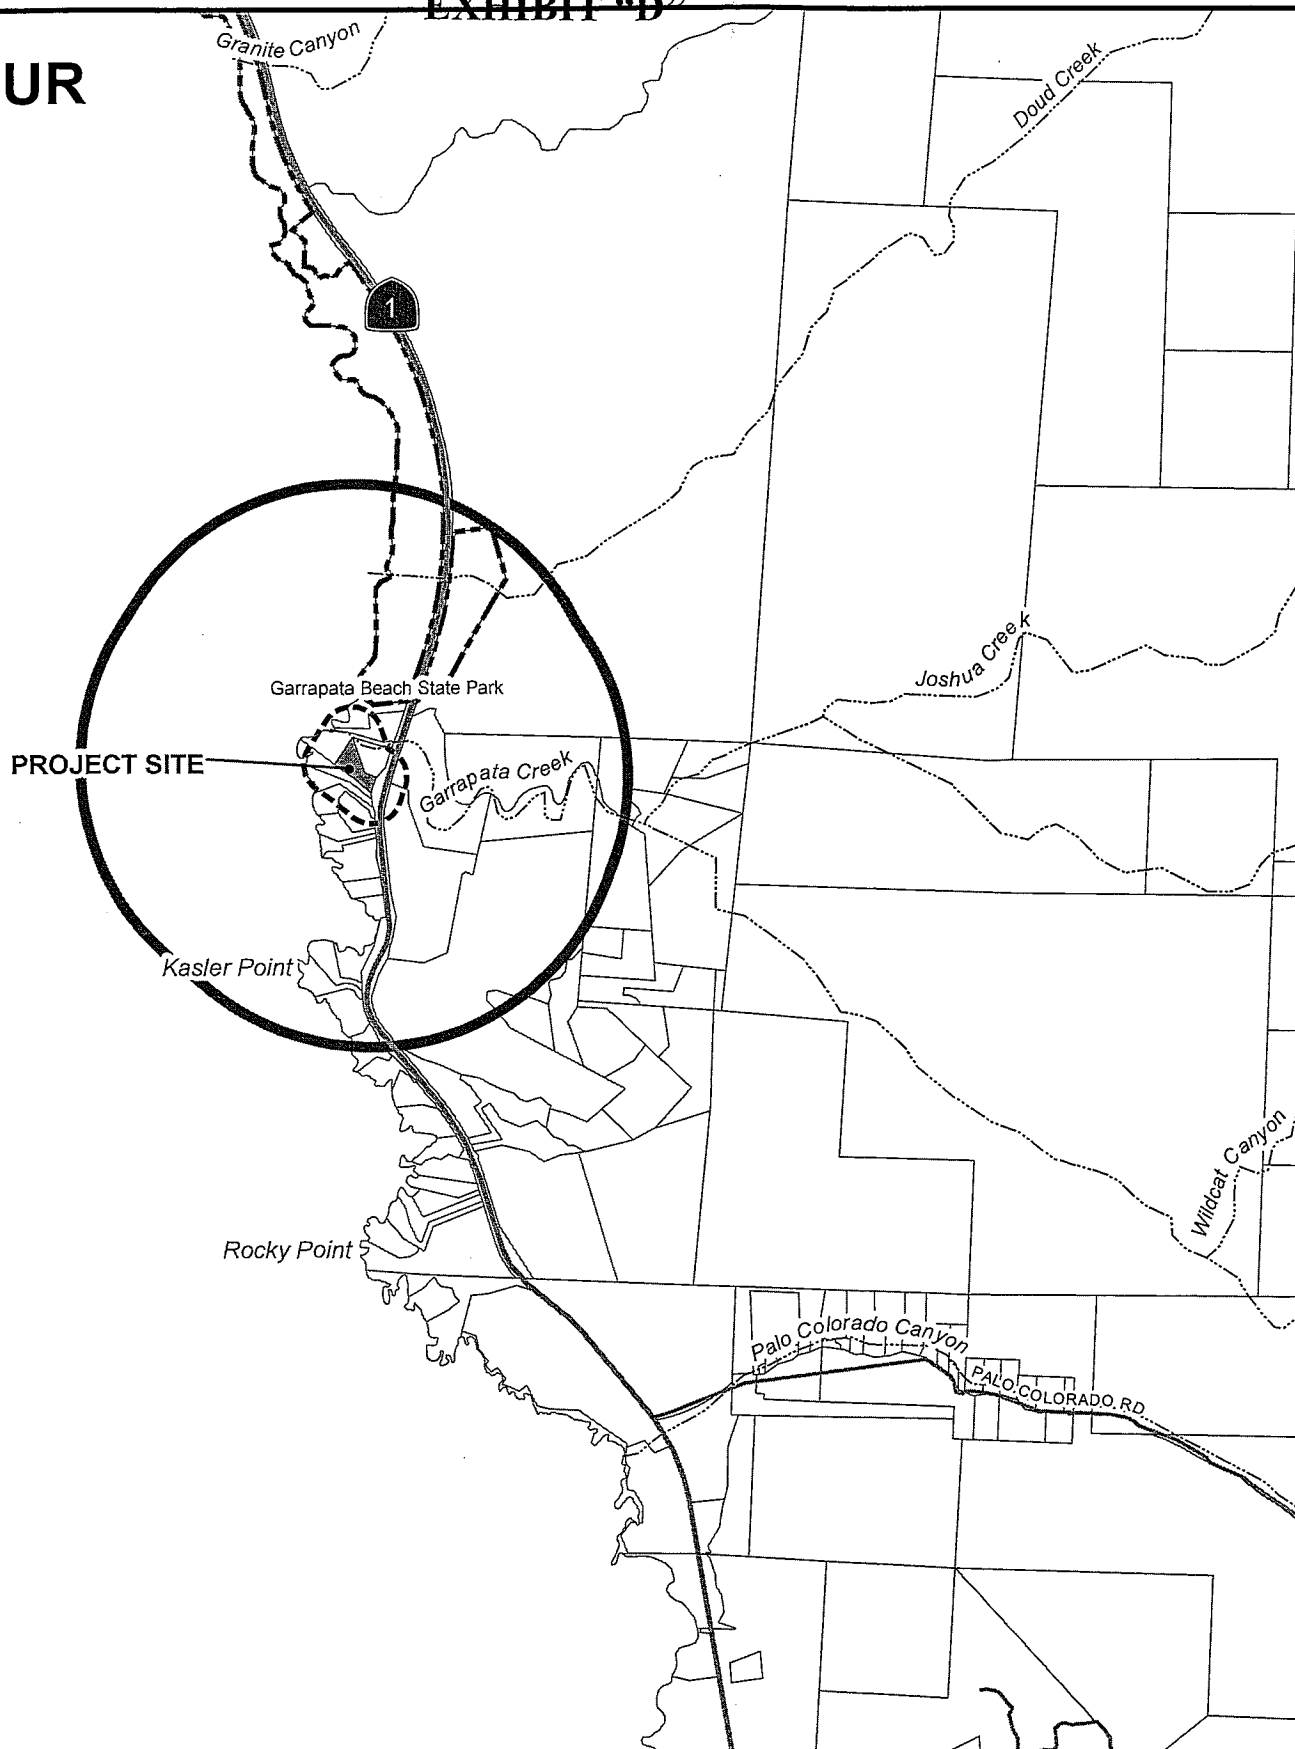 EXHIBIT "D"
Granite Canyon
UR
Doud Creek
1
Joshua Creek
Garrapata Beach State Park
PROJECT SITE
Garrapata Creek
Kasler Point
Wildcat Canyon
Rocky Point
Palo Colorado Canyon
PALO COLORADO RD